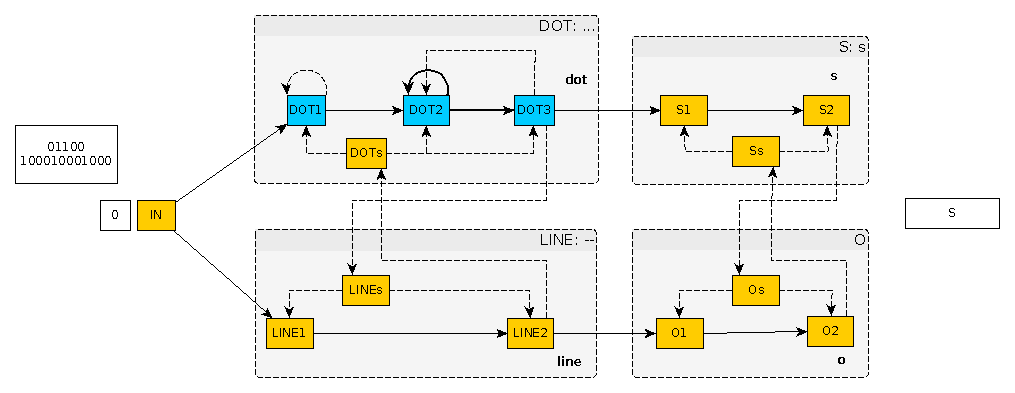 DOT: ...
S: s
dot
s
DOT1
DOT2
DOT3
S1
S2
01100
100010001000
DOTs
Ss
0
IN
S
LINE: --
O
LINEs
Os
LINE1
LINE2
O1
O2
line
o